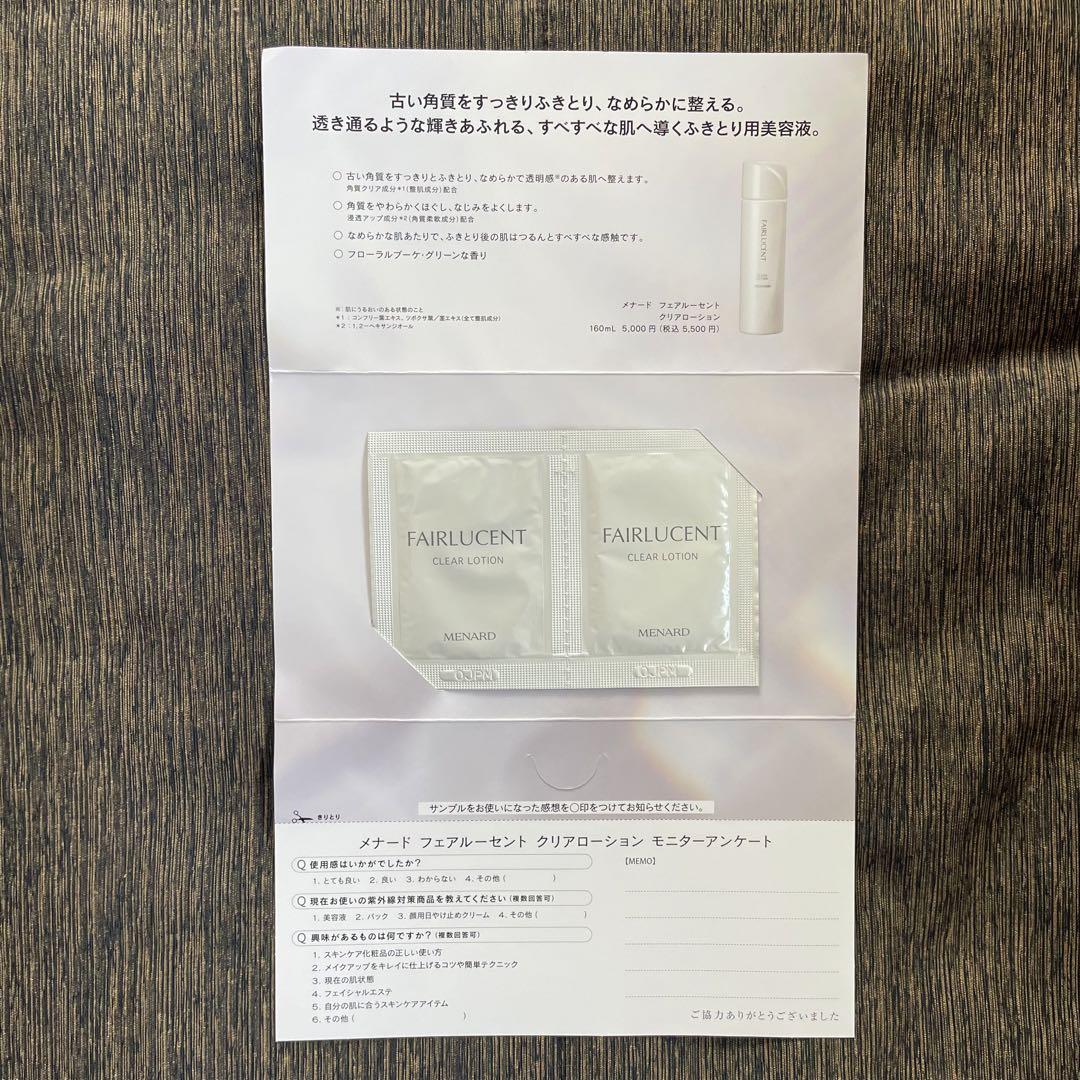 古い角質をすっきりふきとり、なめらかに整える。
透き通るような輝きあふれる、すべすべな肌へ導くふきとり用美容液。
○ 古い角質をすっきりとふきとり、なめらかで透明感※のある肌へ整えます。
角質クリア成分*1(整肌成分)配合
○ 角質をやわらかくほぐし、なじみをよくします。
浸透アップ成分*2(角質柔軟成分)配合
○ なめらかな肌あたりで、ふきとり後の肌はつるんとすべすべな感触です。
○ フローラルブーケ・グリーンな香り
※：肌にうるおいのある状態のこと
*1：コンフリー葉エキス、ツボクサ葉/茎エキス(全て整肌成分)
*2：1,2-ヘキサンジオール
FAIRLUCENT
メナード フェアルーセント
クリアローション
160mL 5,000円(税込 5,500円)
FAIRLUCENT
CLEAR LOTION
MENARD
OJPN
FAIRLUCENT
CLEAR LOTION
MENARD
OJPN
サンプルをお使いになった感想を○印をつけてお知らせください。
きりとり
メナード フェアルーセント クリアローション モニターアンケート
Q 使用感はいかがでしたか？
1. とても良い 2. 良い 3. わからない 4. その他( )
Q 現在お使いの紫外線対策商品を教えてください(複数回答可)
1. 美容液 2. パック 3. 顔用日やけ止めクリーム 4. その他( )
Q 興味があるものは何ですか？(複数回答可)
1. スキンケア化粧品の正しい使い方
2. メイクアップをキレイに仕上げるコツや簡単テクニック
3. 現在の肌状態
4. フェイシャルエステ
5. 自分の肌に合うスキンケアアイテム
6. その他( )
【MEMO】
ご協力ありがとうございました